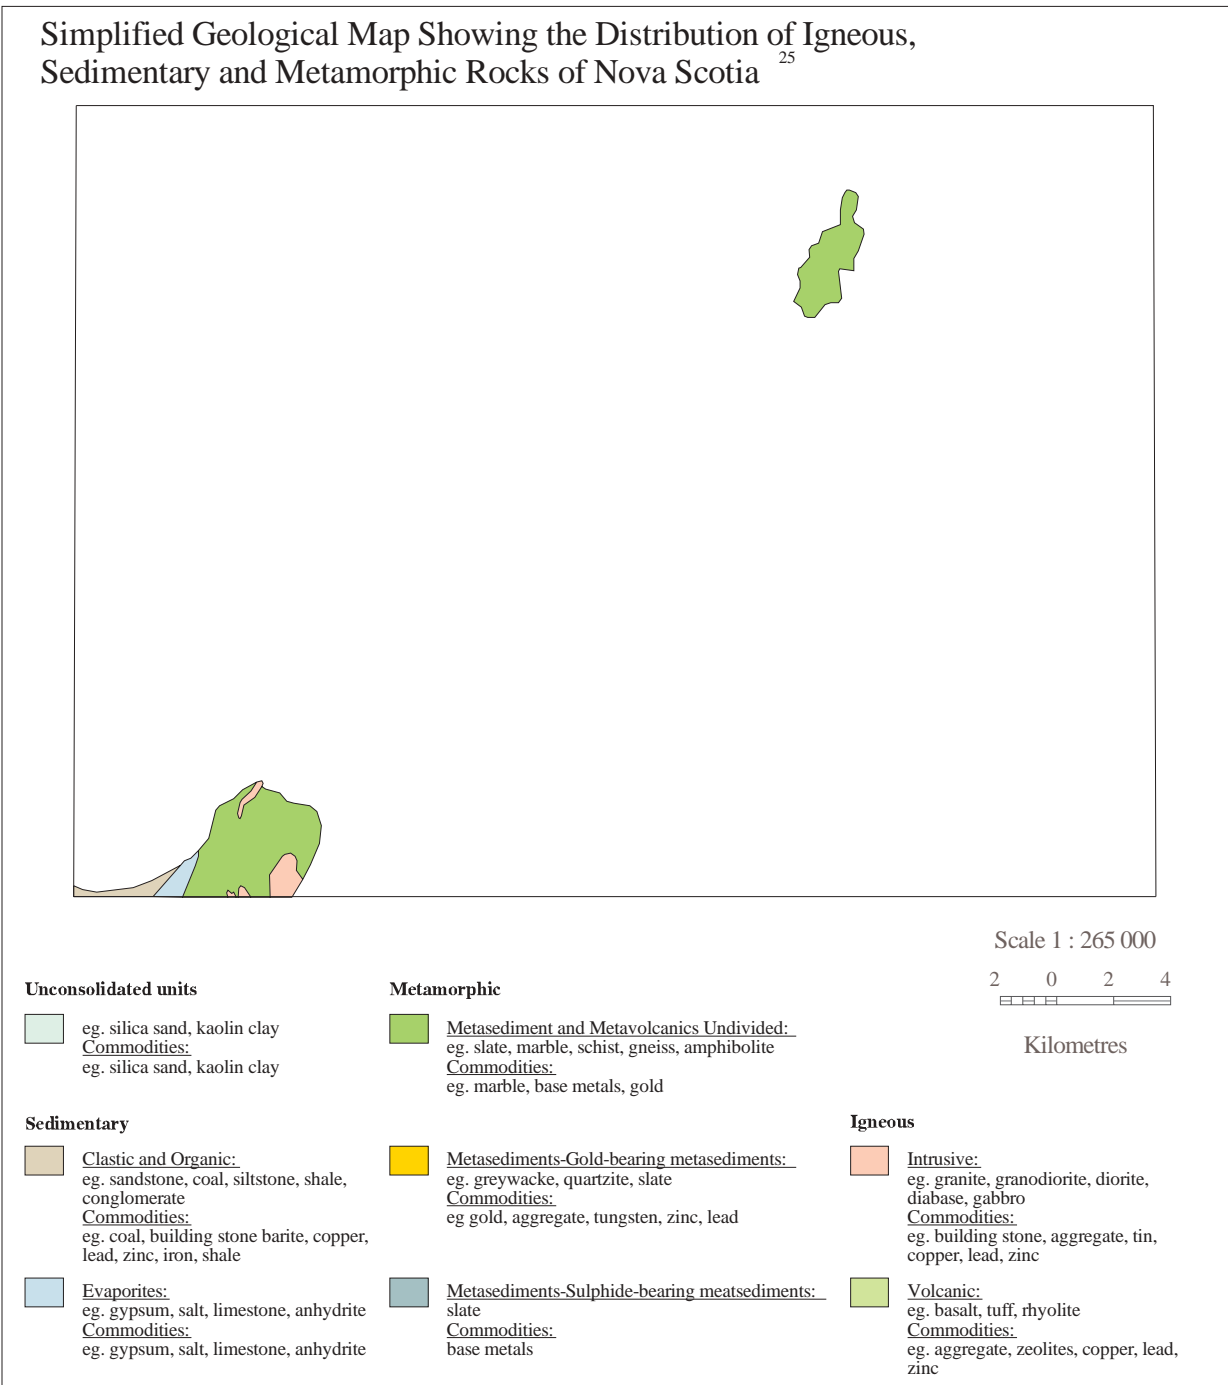 Simplified Geological Map Showing the Distribution of Igneous,
Sedimentary and Metamorphic Rocks of Nova Scotia 25
Scale 1 : 265 000
2 0 2 4
Kilometres
Unconsolidated units
eg. silica sand, kaolin clay
Commodities:
eg. silica sand, kaolin clay
Metamorphic
Metasediment and Metavolcanics Undivided:
eg. slate, marble, schist, gneiss, amphibolite
Commodities:
eg. marble, base metals, gold
Sedimentary
Clastic and Organic:
eg. sandstone, coal, siltstone, shale,
conglomerate
Commodities:
eg. coal, building stone barite, copper,
lead, zinc, iron, shale
Evaporites:
eg. gypsum, salt, limestone, anhydrite
Commodities:
eg. gypsum, salt, limestone, anhydrite
Metasediments-Gold-bearing metasediments:
eg. greywacke, quartzite, slate
Commodities:
eg gold, aggregate, tungsten, zinc, lead
Metasediments-Sulphide-bearing meatsediments:
slate
Commodities:
base metals
Igneous
Intrusive:
eg. granite, granodiorite, diorite,
diabase, gabbro
Commodities:
eg. building stone, aggregate, tin,
copper, lead, zinc
Volcanic:
eg. basalt, tuff, rhyolite
Commodities:
eg. aggregate, zeolites, copper, lead,
zinc